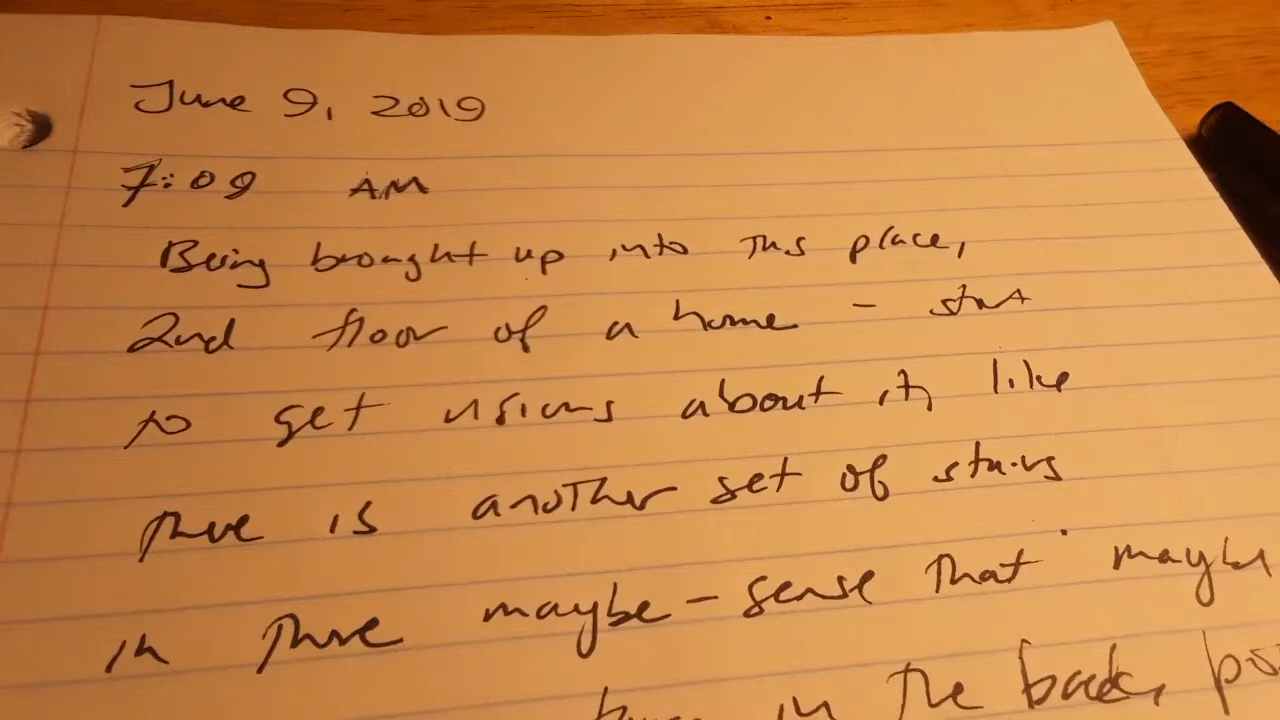 June 9, 2019
7:09 AM
Being brought up into this place,
2nd floor of a home - start
to get visions about it, like
there is another set of stairs
in there maybe - sense that maybe
in the back,